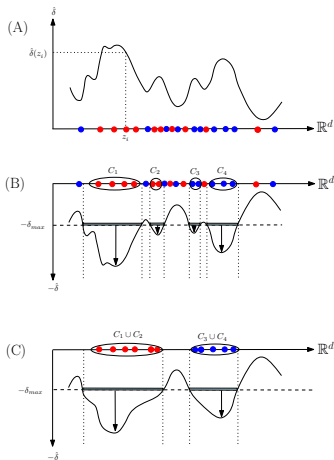 (A)
δ̂
δ̂(z_i)
z_i
ℝ^d
(B)
C_1 C_2 C_3 C_4
ℝ^d
−δ_max
−δ̂
(C)
C_1 ∪ C_2 C_3 ∪ C_4
ℝ^d
−δ_max
−δ̂